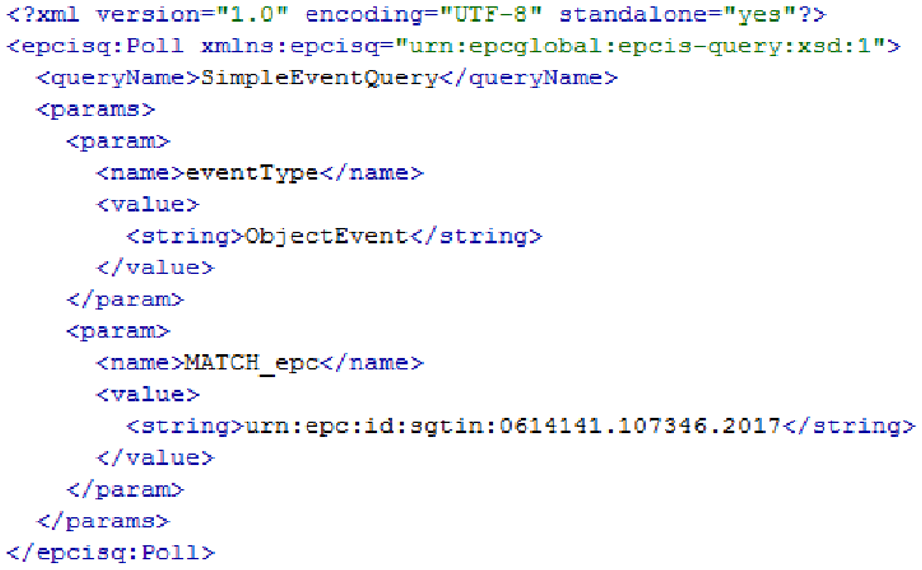 <?xml version="1.0" encoding="UTF-8" standalone="yes"?>
<epcisq:Poll xmlns:epcisq="urn:epcglobal:epcis-query:xsd:1">
  <queryName>SimpleEventQuery</queryName>
  <params>
    <param>
      <name>eventType</name>
      <value>
        <string>ObjectEvent</string>
      </value>
    </param>
    <param>
      <name>MATCH_epc</name>
      <value>
        <string>urn:epc:id:sgtin:0614141.107346.2017</string>
      </value>
    </param>
  </params>
</epcisq:Poll>